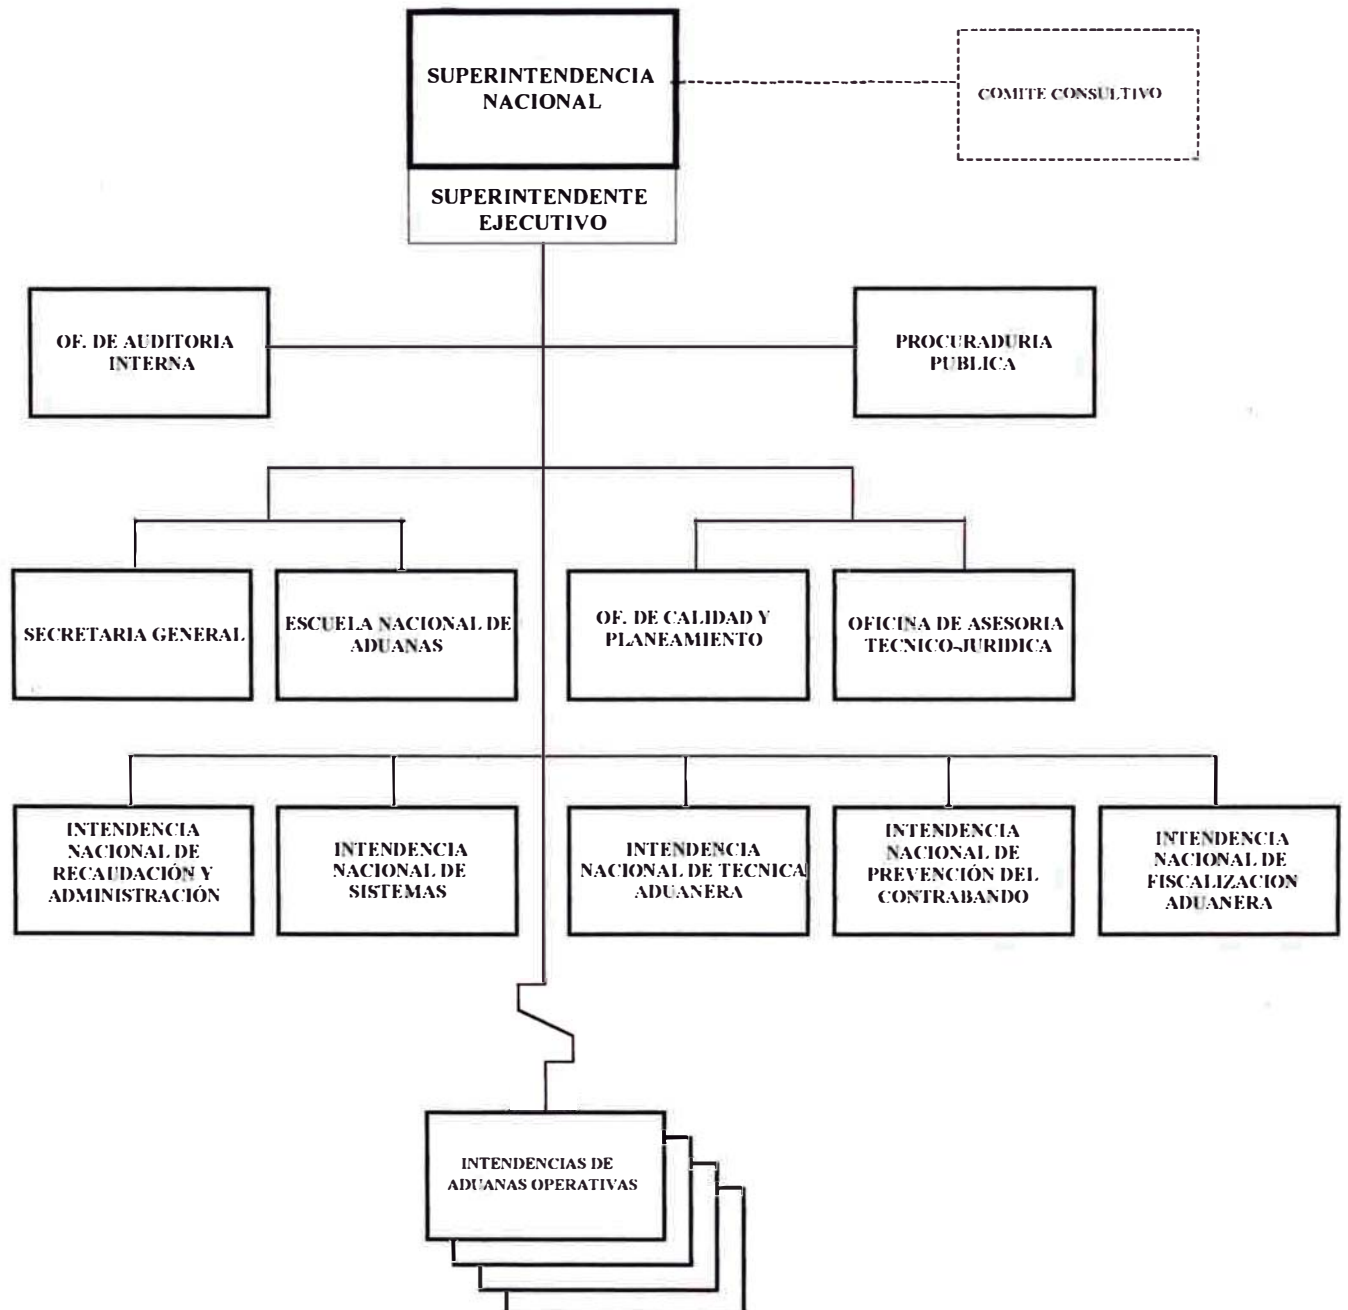 SUPERINTENDENCIA
NACIONAL
COMITE CONSULTIVO
SUPERINTENDENTE
EJECUTIVO
OF. DE AUDITORIA
INTERNA
PROCURADURIA
PUBLICA
SECRETARIA GENERAL
ESCUELA NACIONAL DE
ADUANAS
OF. DE CALIDAD Y
PLANEAMIENTO
OFICINA DE ASESORIA
TECNICO-JURIDICA
INTENDENCIA
NACIONAL DE
RECAUDACIÓN Y
ADMINISTRACIÓN
INTENDENCIA
NACIONAL DE
SISTEMAS
INTENDENCIA
NACIONAL DE TECNICA
ADUANERA
INTENDENCIA
NACIONAL DE
PREVENCIÓN DEL
CONTRABANDO
INTENDENCIA
NACIONAL DE
FISCALIZACION
ADUANERA
INTENDENCIAS DE
ADUANAS OPERATIVAS